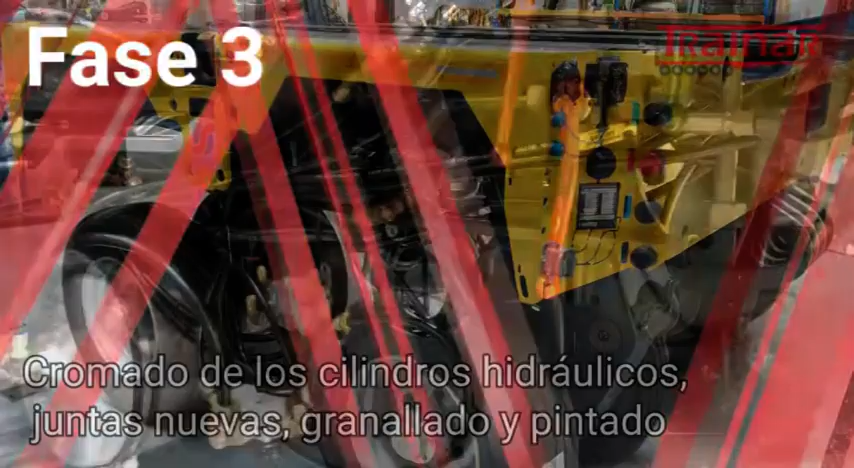 Fase 3
Cromado de los cilindros hidráulicos,
juntas nuevas, granallado y pintado